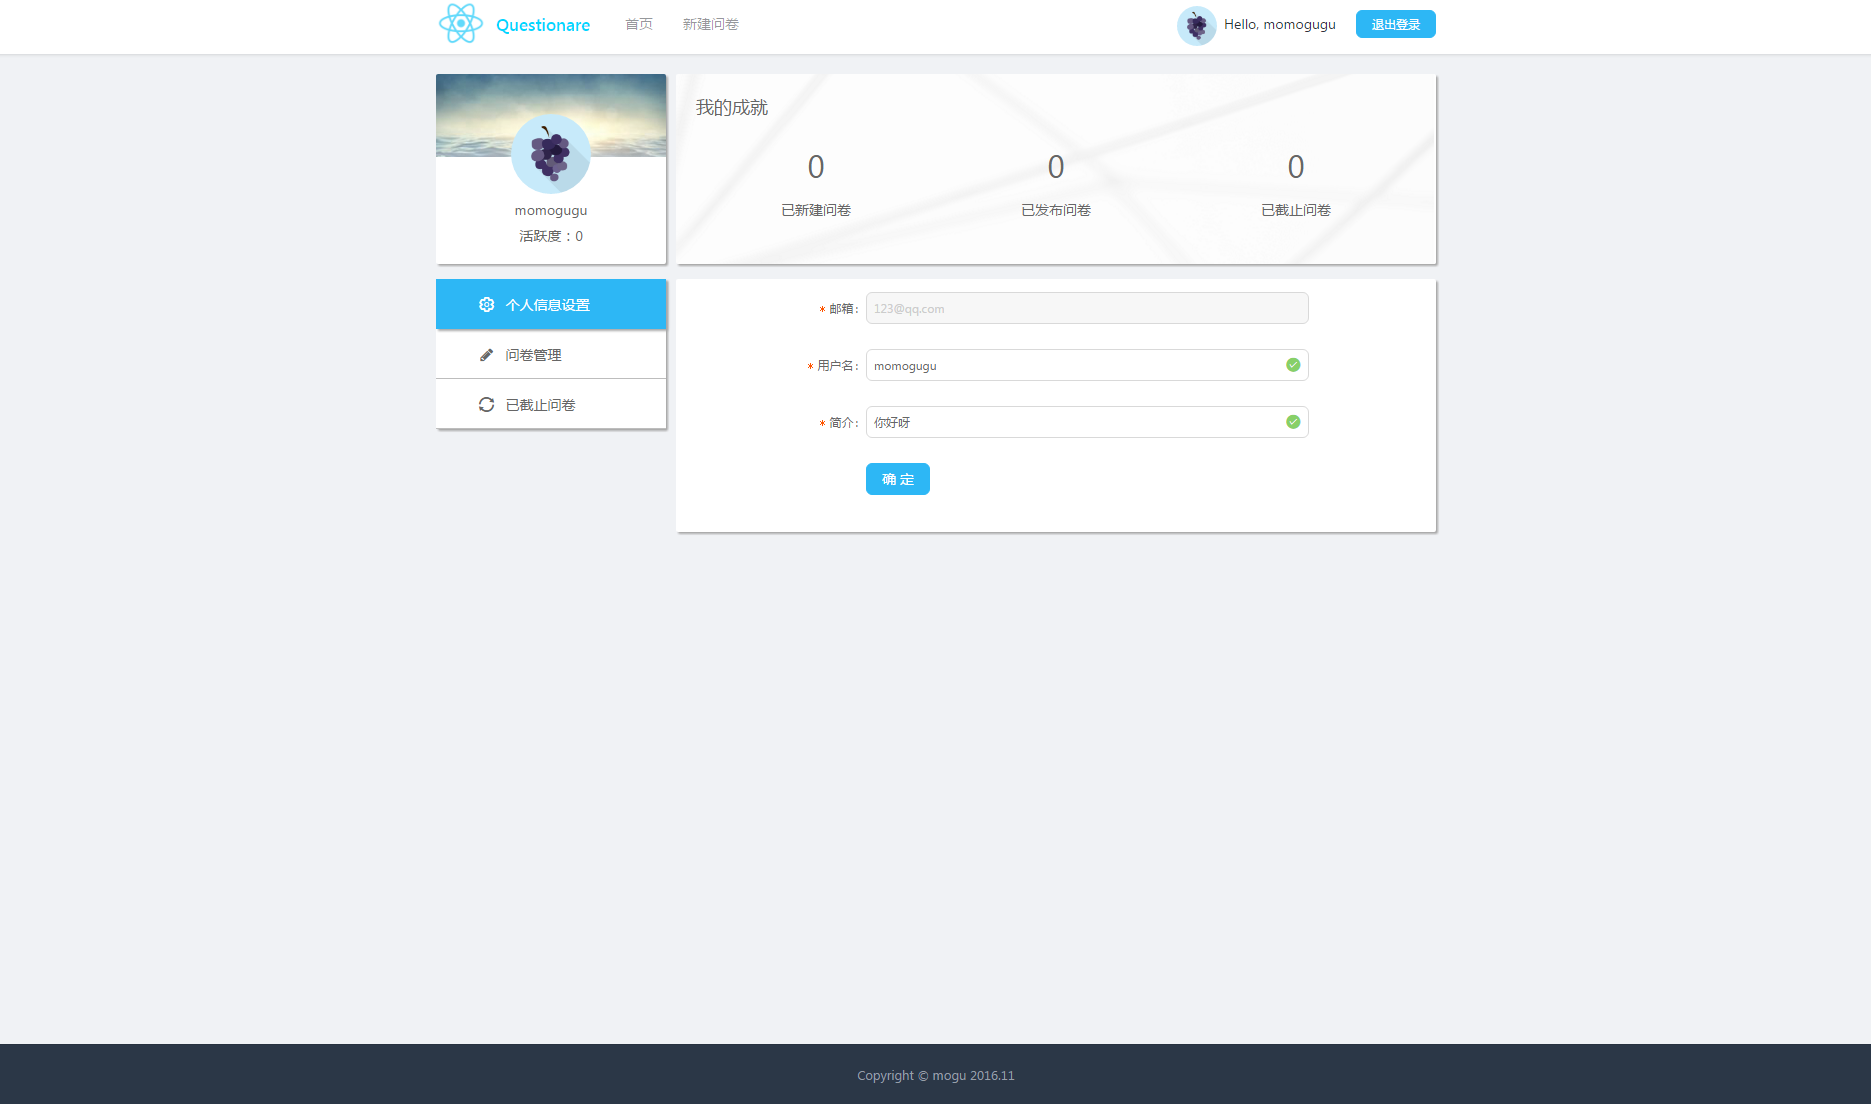 Questionare
首页
新建问卷
Hello, momogugu
退出登录
momogugu
活跃度：0
我的成就
0
已新建问卷
0
已发布问卷
0
已截止问卷
个人信息设置
问卷管理
已截止问卷
* 邮箱: 123@qq.com
* 用户名: momogugu
* 简介: 你好呀
确 定
Copyright © mogu 2016.11